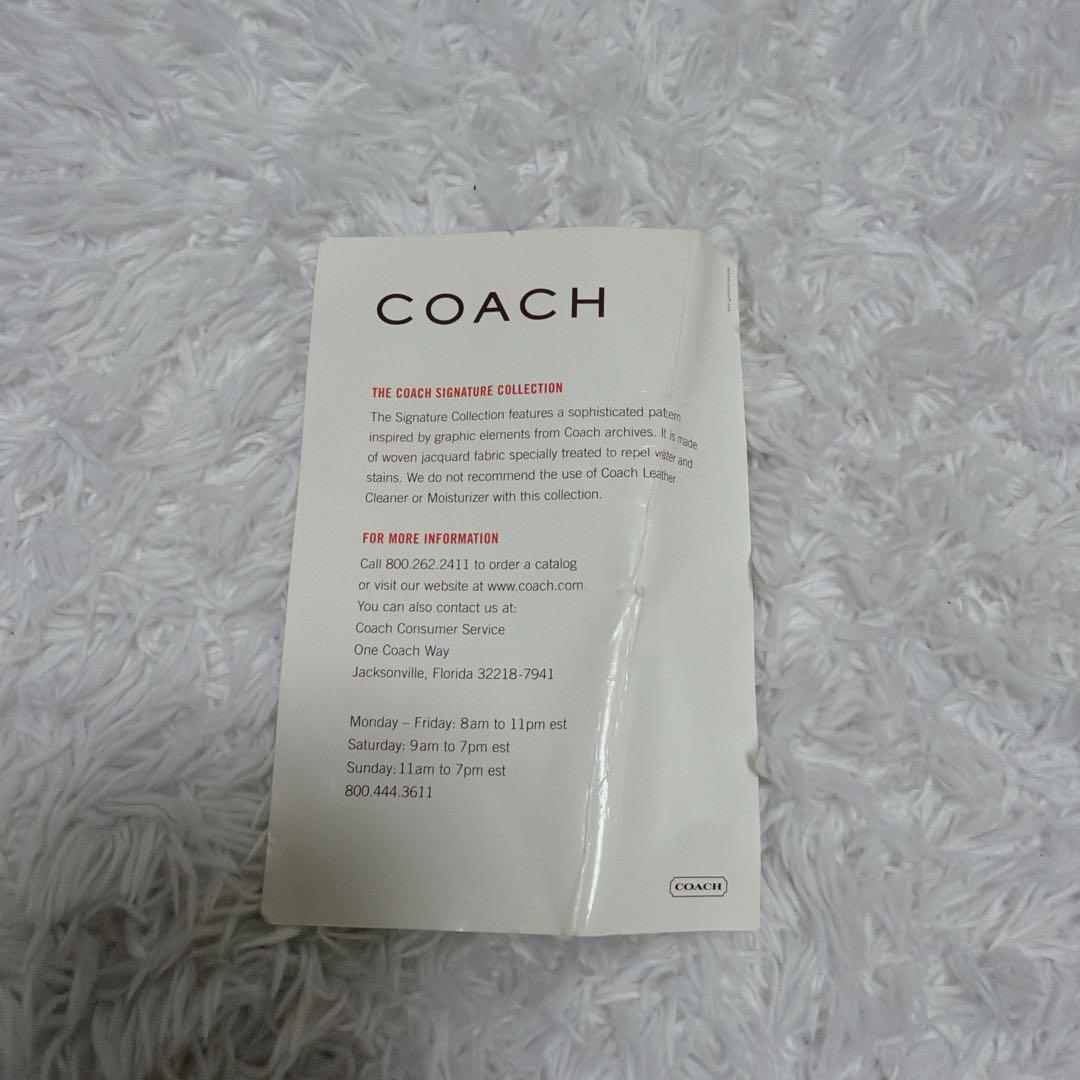 COACH
THE COACH SIGNATURE COLLECTION
The Signature Collection features a sophisticated pattern
inspired by graphic elements from Coach archives. It is made
of woven jacquard fabric specially treated to repel water and
stains. We do not recommend the use of Coach Leather
Cleaner or Moisturizer with this collection.
FOR MORE INFORMATION
Call 800.262.2411 to order a catalog
or visit our website at www.coach.com.
You can also contact us at:
Coach Consumer Service
One Coach Way
Jacksonville, Florida 32218-7941
Monday – Friday: 8am to 11pm est
Saturday: 9am to 7pm est
Sunday: 11am to 7pm est
800.444.3611
COACH